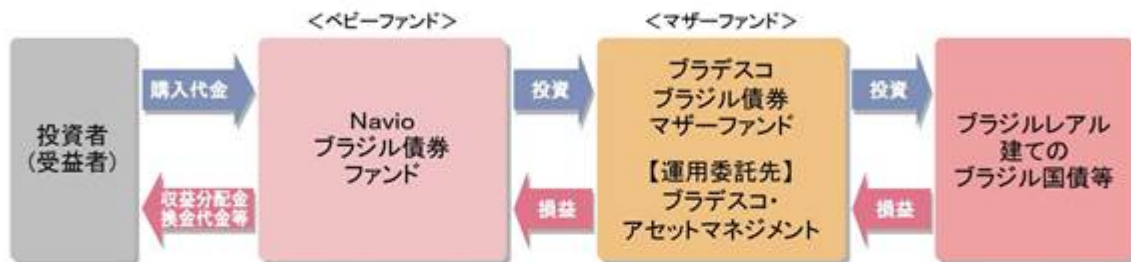 ＜ベビーファンド＞
＜マザーファンド＞
投資者
(受益者)
購入代金
収益分配金
換金代金等
Navio
ブラジル債券
ファンド
投資
損益
ブラデスコ
ブラジル債券
マザーファンド
【運用委託先】
ブラデスコ・
アセットマネジメント
投資
損益
ブラジルレアル
建ての
ブラジル国債等